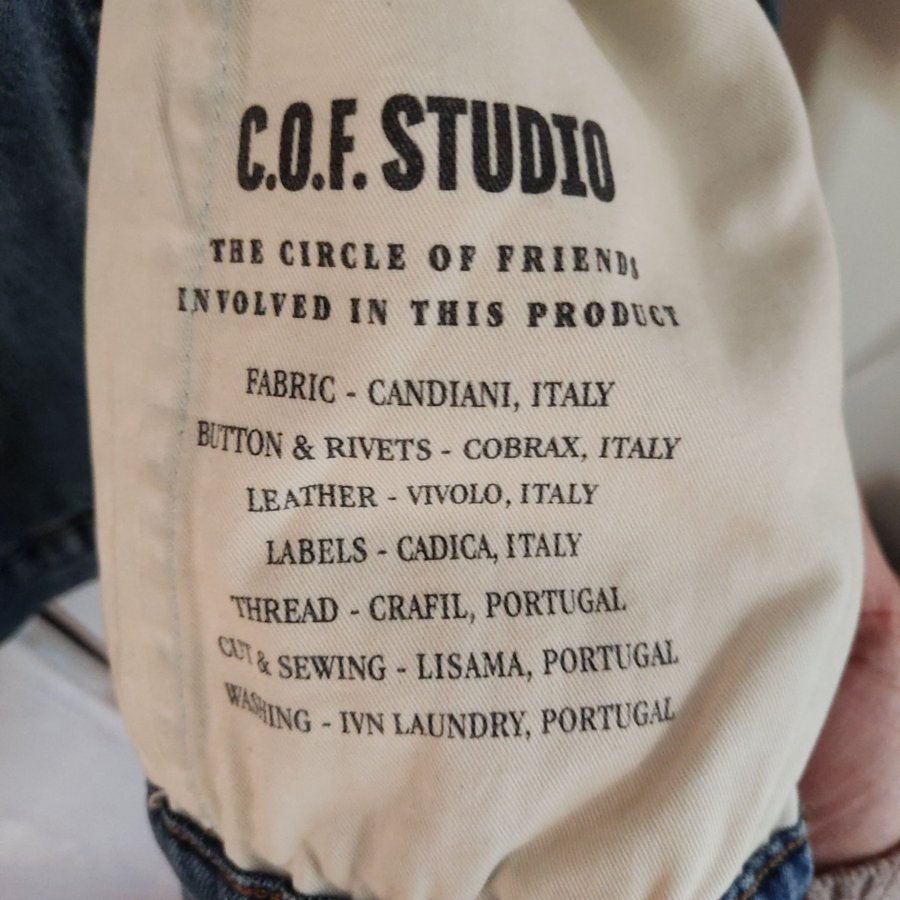 C.O.F. STUDIO
THE CIRCLE OF FRIENDS
INVOLVED IN THIS PRODUCT
FABRIC - CANDIANI, ITALY
BUTTON & RIVETS - COBRAX, ITALY
LEATHER - VIVOLO, ITALY
LABELS - CADICA, ITALY
THREAD - CRAFIL, PORTUGAL
CUT & SEWING - LISAMA, PORTUGAL
WASHING - IVN LAUNDRY, PORTUGAL